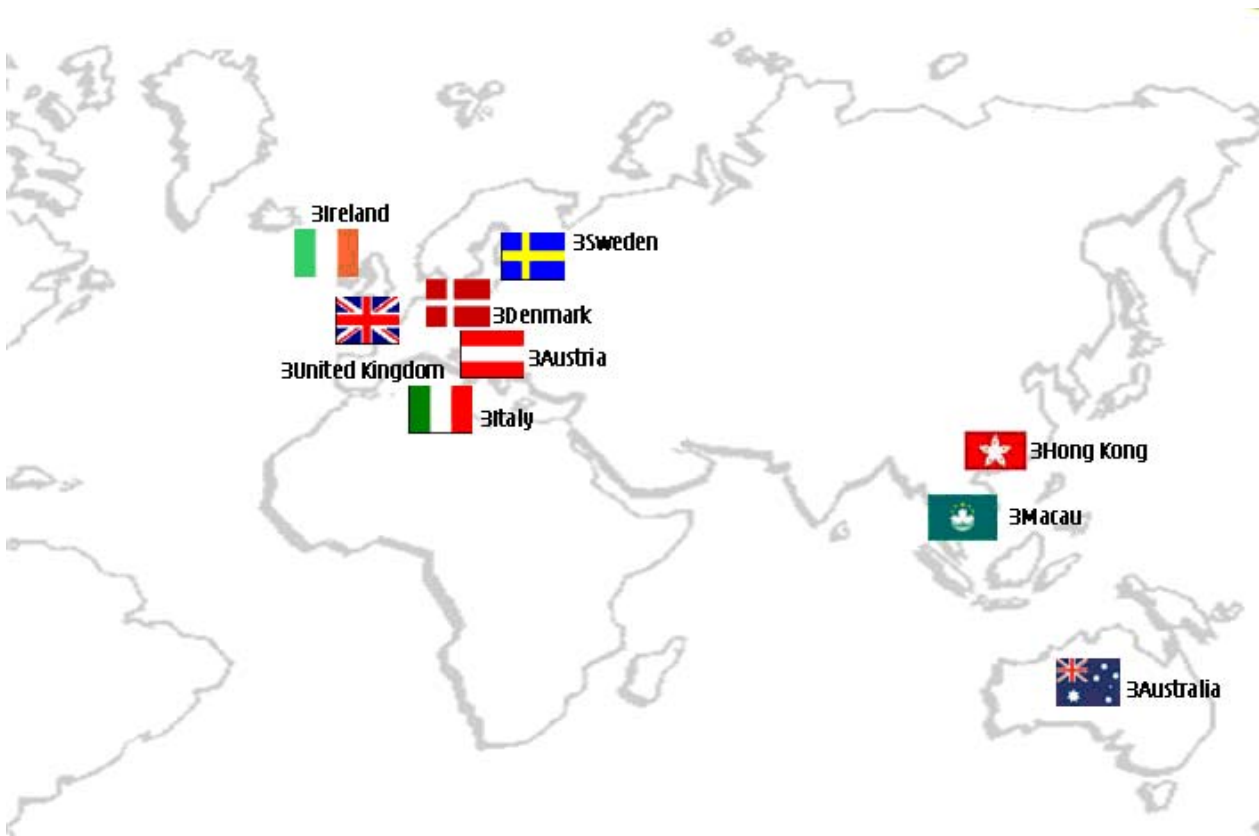 3Ireland
3Sweden
3Denmark
3Austria
3United Kingdom
3Italy
3Hong Kong
3Macau
3Australia